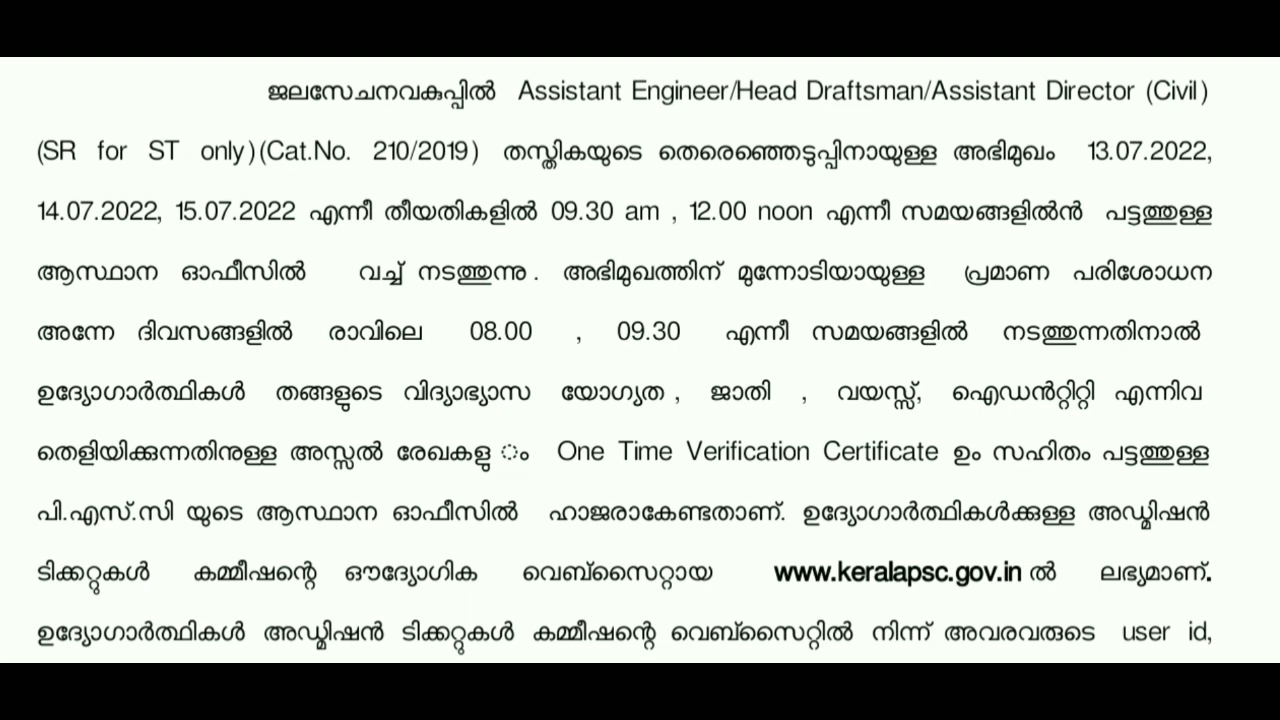 ജലസേചനവകുപ്പിൽ Assistant Engineer/Head Draftsman/Assistant Director (Civil)
(SR for ST only)(Cat.No. 210/2019) തസ്തികയുടെ തെരെഞ്ഞെടുപ്പിനായുള്ള അഭിമുഖം 13.07.2022,
14.07.2022, 15.07.2022 എന്നീ തീയതികളിൽ 09.30 am , 12.00 noon എന്നീ സമയങ്ങളിൽൻ പട്ടത്തുള്ള
ആസ്ഥാന ഓഫീസിൽ വച്ച് നടത്തുന്നു. അഭിമുഖത്തിന് മുന്നോടിയായുള്ള പ്രമാണ പരിശോധന
അന്നേ ദിവസങ്ങളിൽ രാവിലെ 08.00 , 09.30 എന്നീ സമയങ്ങളിൽ നടത്തുന്നതിനാൽ
ഉദ്യോഗാർത്ഥികൾ തങ്ങളുടെ വിദ്യാഭ്യാസ യോഗ്യത , ജാതി , വയസ്സ്, ഐഡൻറ്റിറ്റി എന്നിവ
തെളിയിക്കുന്നതിനുള്ള അസ്സൽ രേഖകളു ം One Time Verification Certificate ഉം സഹിതം പട്ടത്തുള്ള
പി.എസ്.സി യുടെ ആസ്ഥാന ഓഫീസിൽ ഹാജരാകേണ്ടതാണ്. ഉദ്യോഗാർത്ഥികൾക്കുള്ള അഡ്മിഷൻ
ടിക്കറ്റുകൾ കമ്മീഷന്റെ ഔദ്യോഗിക വെബ്സൈറ്റായ www.keralapsc.gov.in ൽ ലഭ്യമാണ്.
ഉദ്യോഗാർത്ഥികൾ അഡ്മിഷൻ ടിക്കറ്റുകൾ കമ്മീഷന്റെ വെബ്സൈറ്റിൽ നിന്ന് അവരവരുടെ user id,